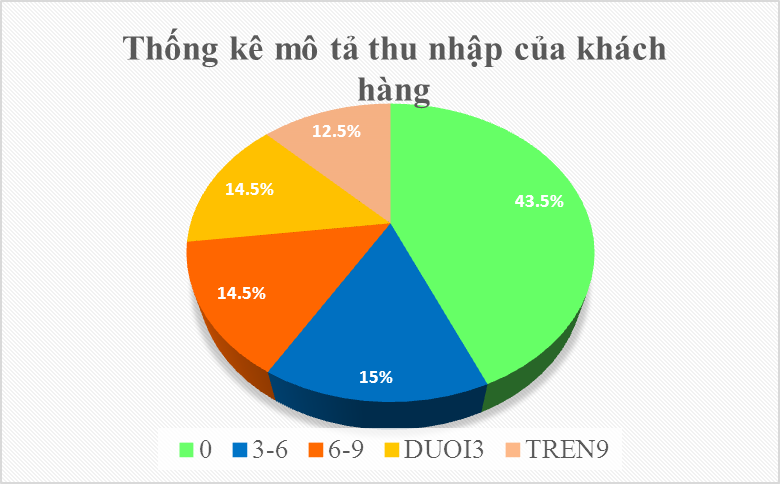 Thống kê mô tả thu nhập của khách
hàng
12.5%
43.5%
14.5%
14.5%
15%
0 3-6 6-9 DUOI3 TREN9